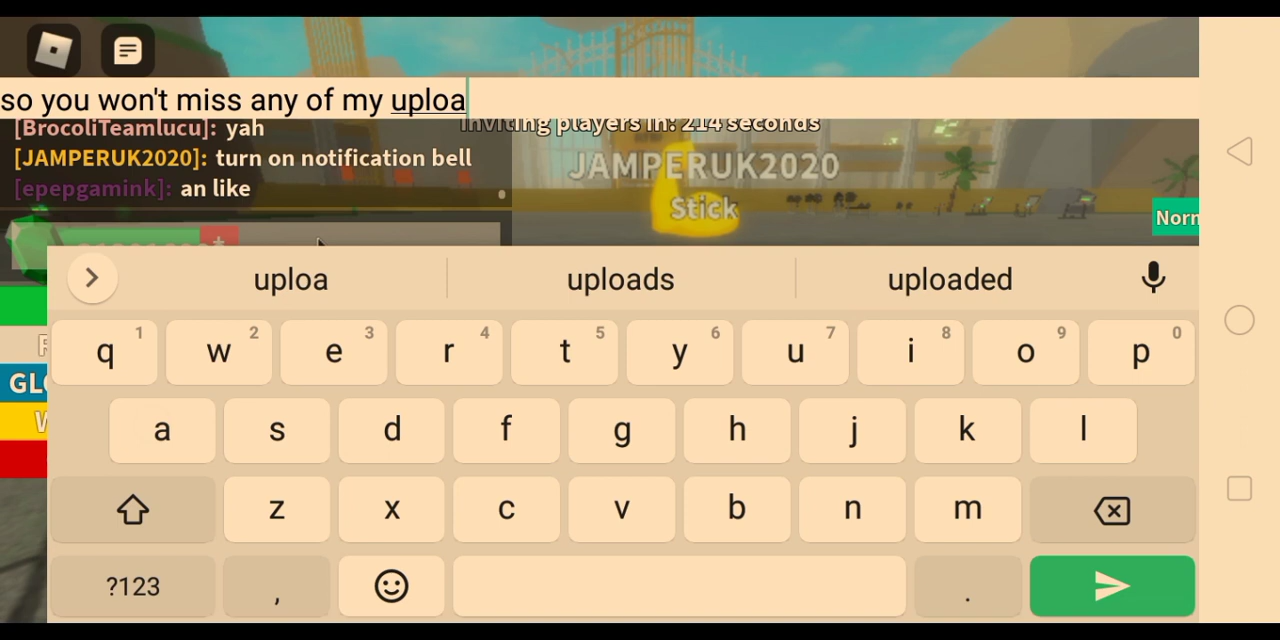 so you won't miss any of my uploa
[BrocoliTeamlucu]: yah
Inviting players in: 214 seconds
[JAMPERUK2020]: turn on notification bell
JAMPERUK2020
[epepgamink]: an like
Stick
Norn
uploa uploads uploaded
q 1 w 2 e 3 r 4 t 5 y 6 u 7 i 8 o 9 p 0
GL
a s d f g h j k l
z x c v b n m
?123 , .